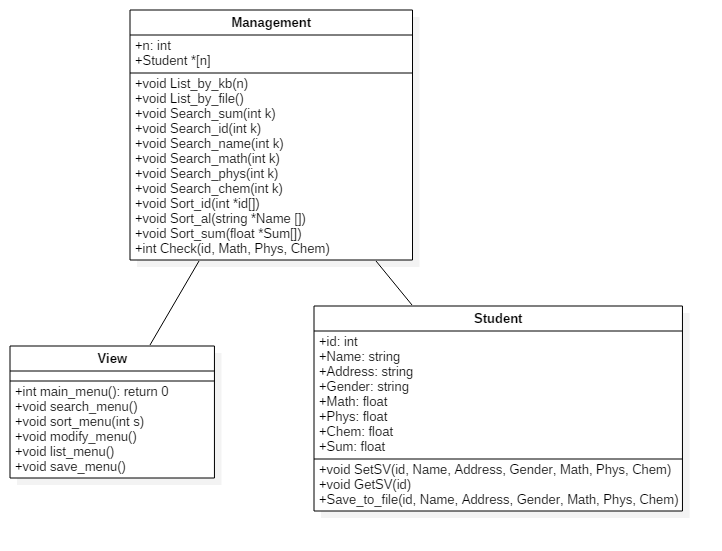 Management
+n: int
+Student *[n]
+void List_by_kb(n)
+void List_by_file()
+void Search_sum(int k)
+void Search_id(int k)
+void Search_name(int k)
+void Search_math(int k)
+void Search_phys(int k)
+void Search_chem(int k)
+void Sort_id(int *id[])
+void Sort_al(string *Name [])
+void Sort_sum(float *Sum[])
+int Check(id, Math, Phys, Chem)
View
+int main_menu(): return 0
+void search_menu()
+void sort_menu(int s)
+void modify_menu()
+void list_menu()
+void save_menu()
Student
+id: int
+Name: string
+Address: string
+Gender: string
+Math: float
+Phys: float
+Chem: float
+Sum: float
+void SetSV(id, Name, Address, Gender, Math, Phys, Chem)
+void GetSV(id)
+Save_to_file(id, Name, Address, Gender, Math, Phys, Chem)